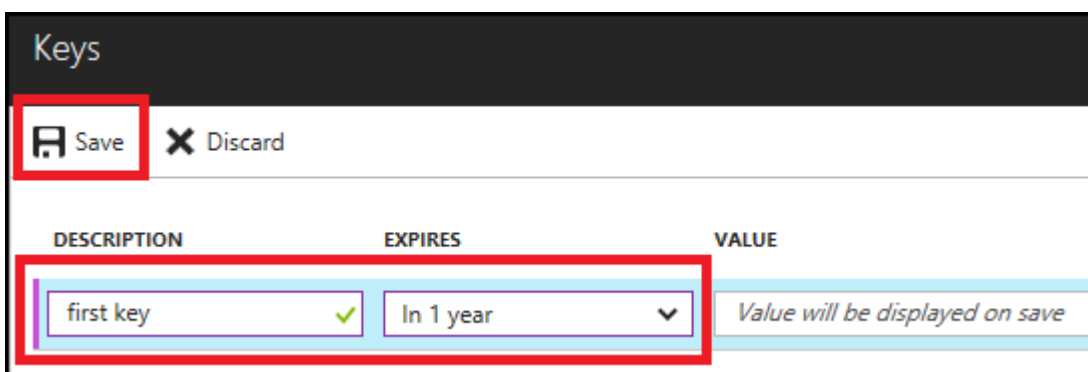 Keys
Save Discard
DESCRIPTION EXPIRES VALUE
first key In 1 year Value will be displayed on save